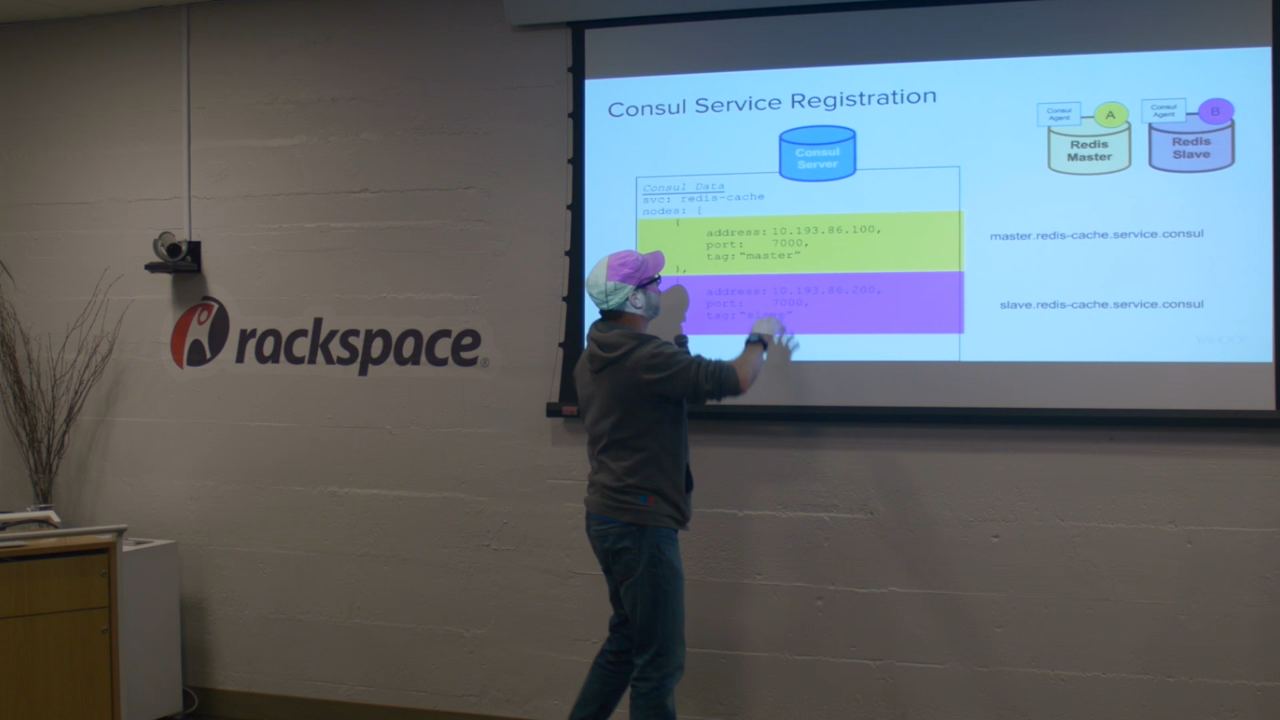 rackspace®
Consul Service Registration
Consul Agent
A
Redis
Master
Consul Agent
B
Redis
Slave
Consul
Server
Consul Data
svc: redis-cache
nodes: [
{
address: 10.193.86.100,
port: 7000,
tag: "master"
},
address: 10.193.86.200,
port: 7000,
tag: "slave"
master.redis-cache.service.consul
slave.redis-cache.service.consul